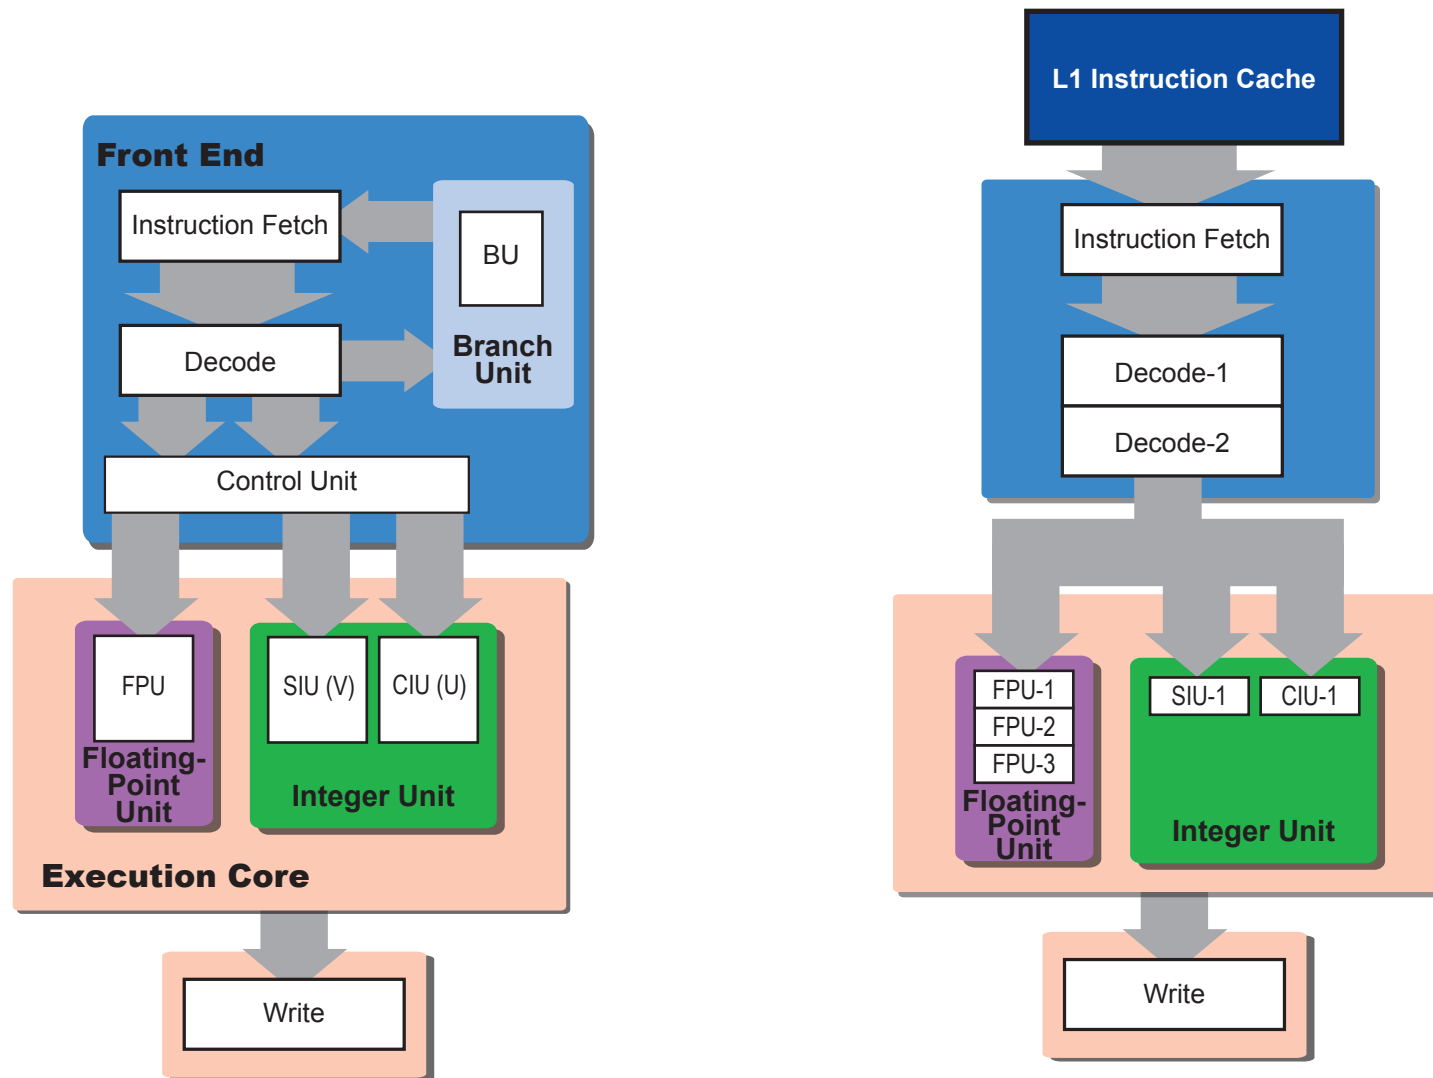 Front End
Instruction Fetch
BU
Branch
Unit
Decode
Control Unit
FPU
SIU (V)
CIU (U)
Floating-
Point
Unit
Integer Unit
Execution Core
Write
L1 Instruction Cache
Instruction Fetch
Decode-1
Decode-2
FPU-1
FPU-2
FPU-3
SIU-1
CIU-1
Floating-
Point
Unit
Integer Unit
Write